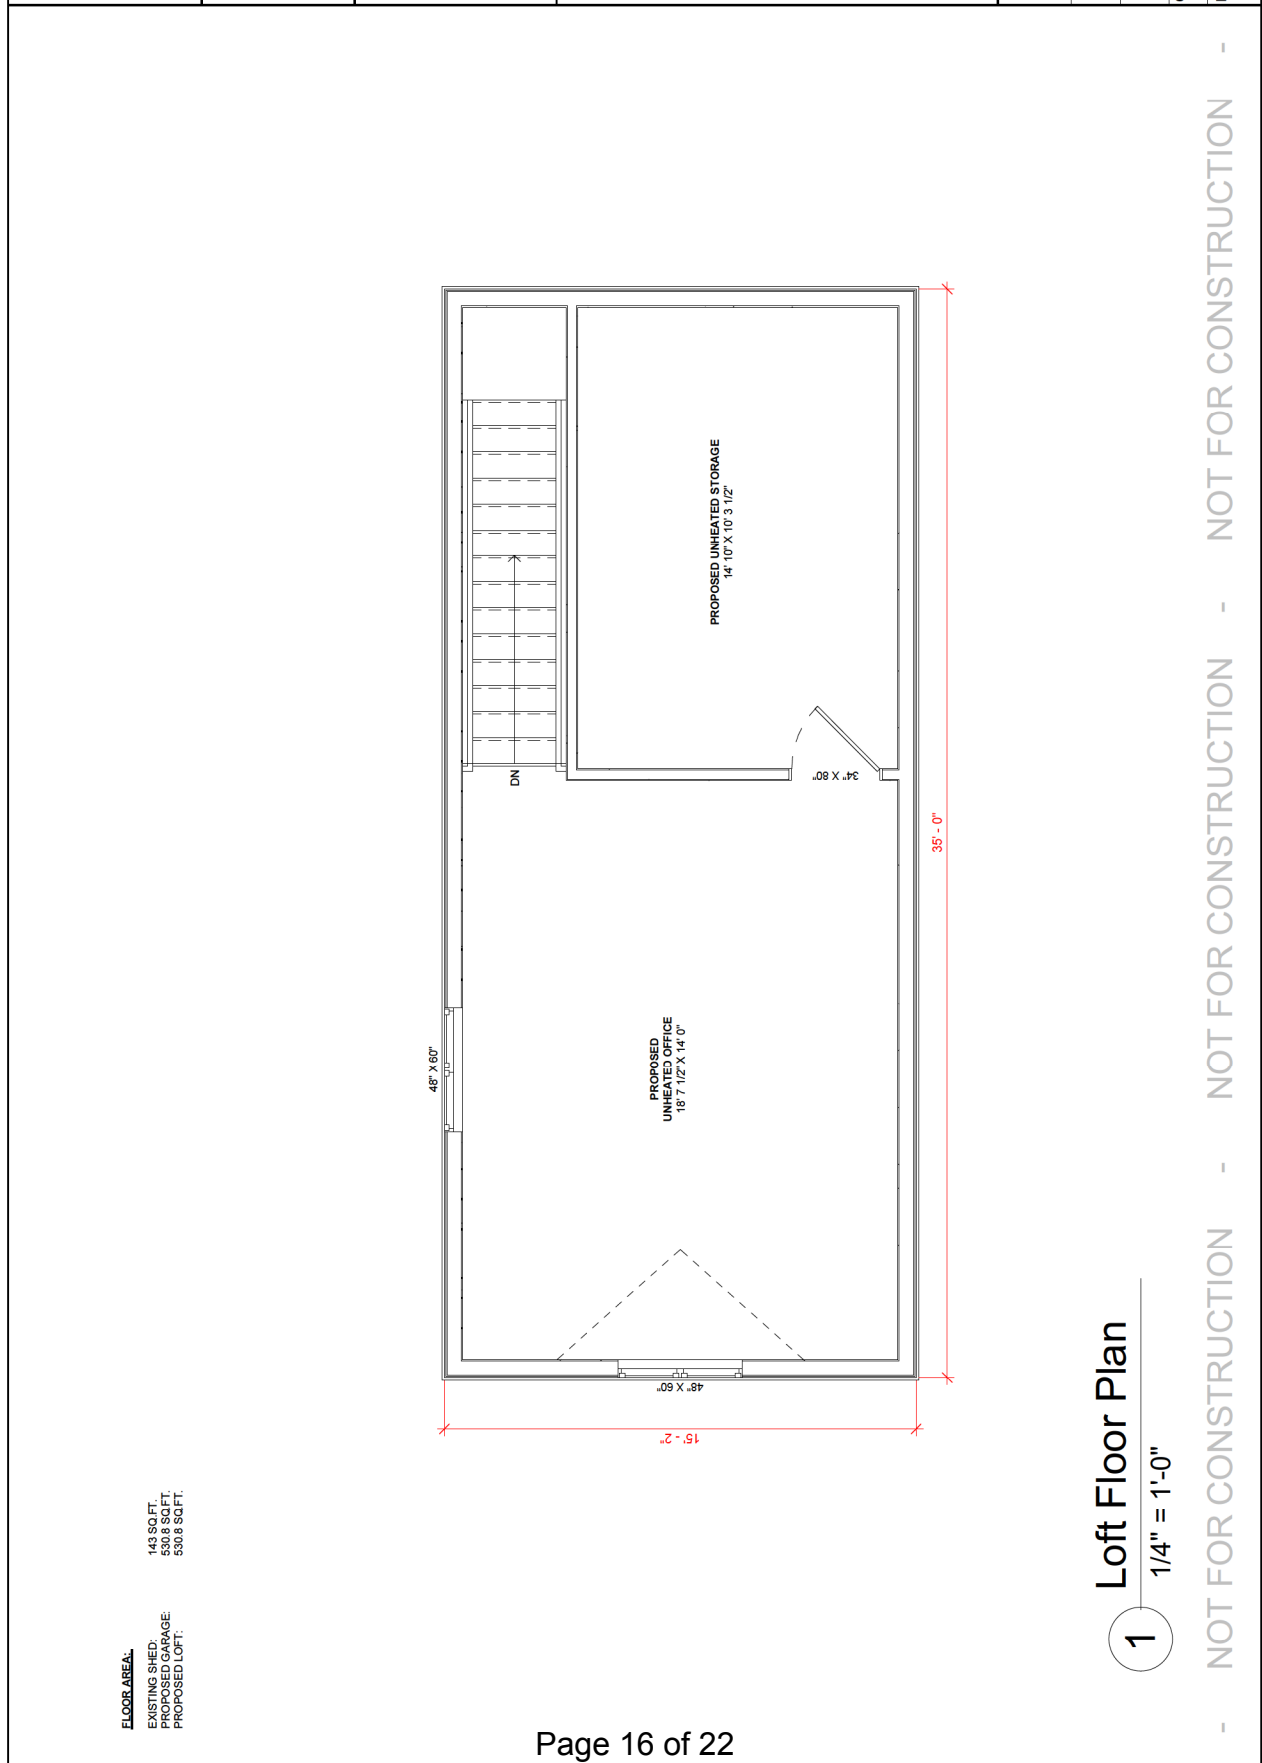 FLOOR AREA:
EXISTING SHED: 143 SQ.FT.
PROPOSED GARAGE: 530.8 SQ.FT.
PROPOSED LOFT: 530.8 SQ.FT.
48" X 60"
DN
PROPOSED UNHEATED STORAGE
14' 10" X 10' 3 1/2"
34" X 80"
PROPOSED
UNHEATED OFFICE
18' 7 1/2" X 14' 0"
48" X 60"
15' - 2"
35' - 0"
1
Loft Floor Plan
1/4" = 1'-0"
- NOT FOR CONSTRUCTION - NOT FOR CONSTRUCTION - NOT FOR CONSTRUCTION -
Page 16 of 22